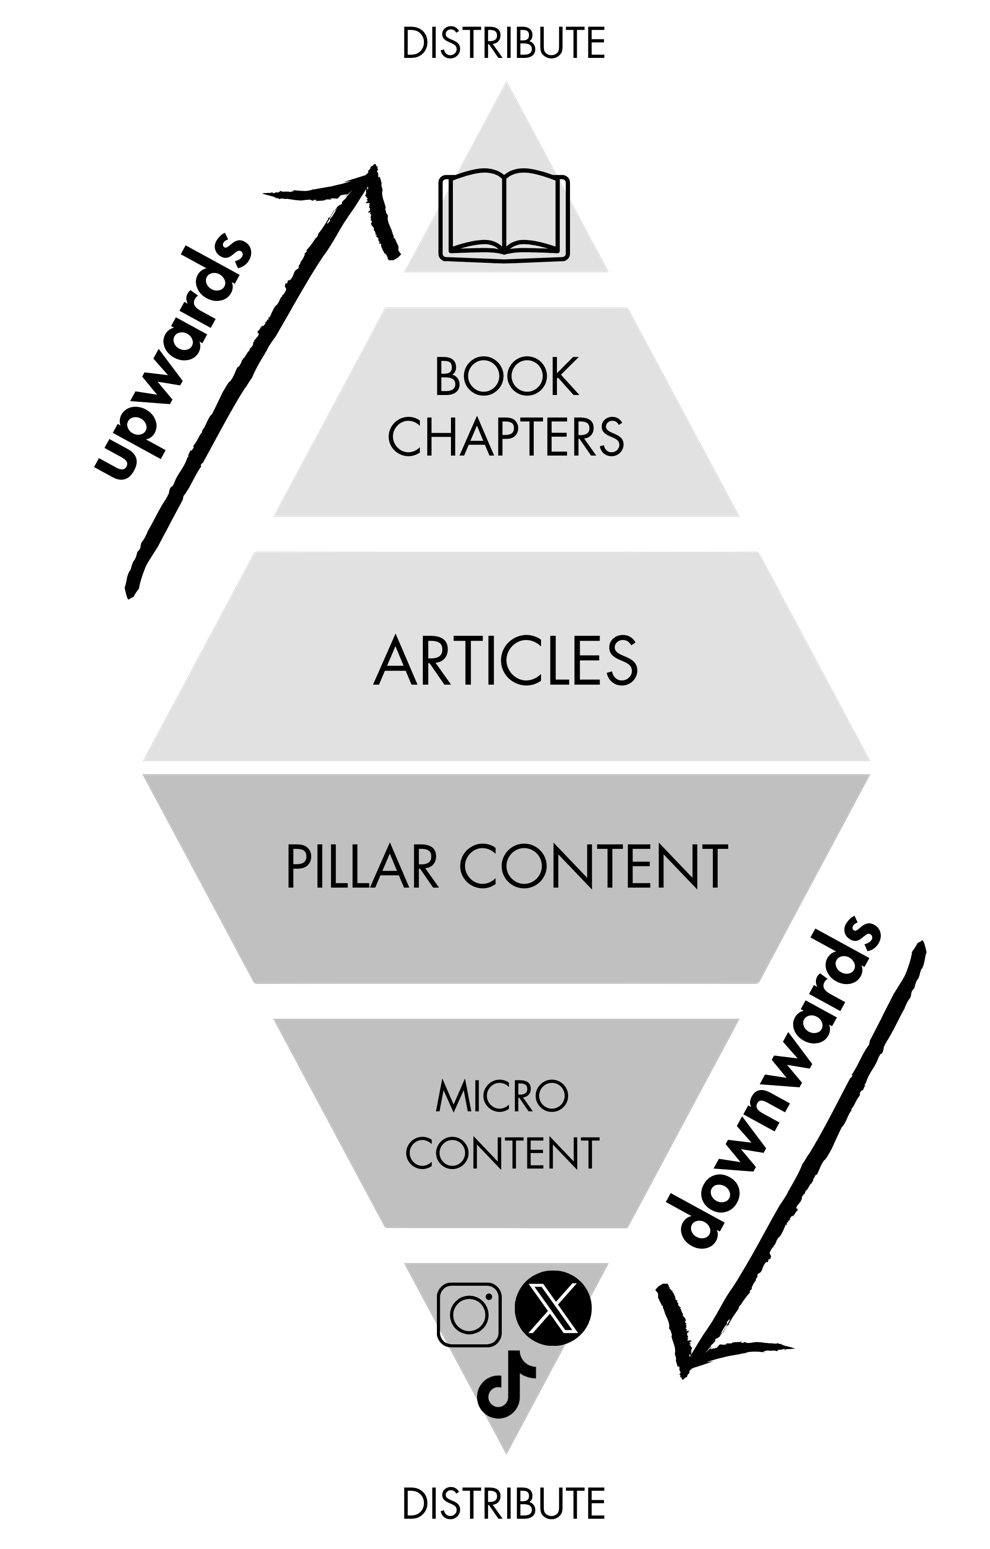 DISTRIBUTE
upwards
BOOK
CHAPTERS
ARTICLES
PILLAR CONTENT
downwards
MICRO
CONTENT
DISTRIBUTE